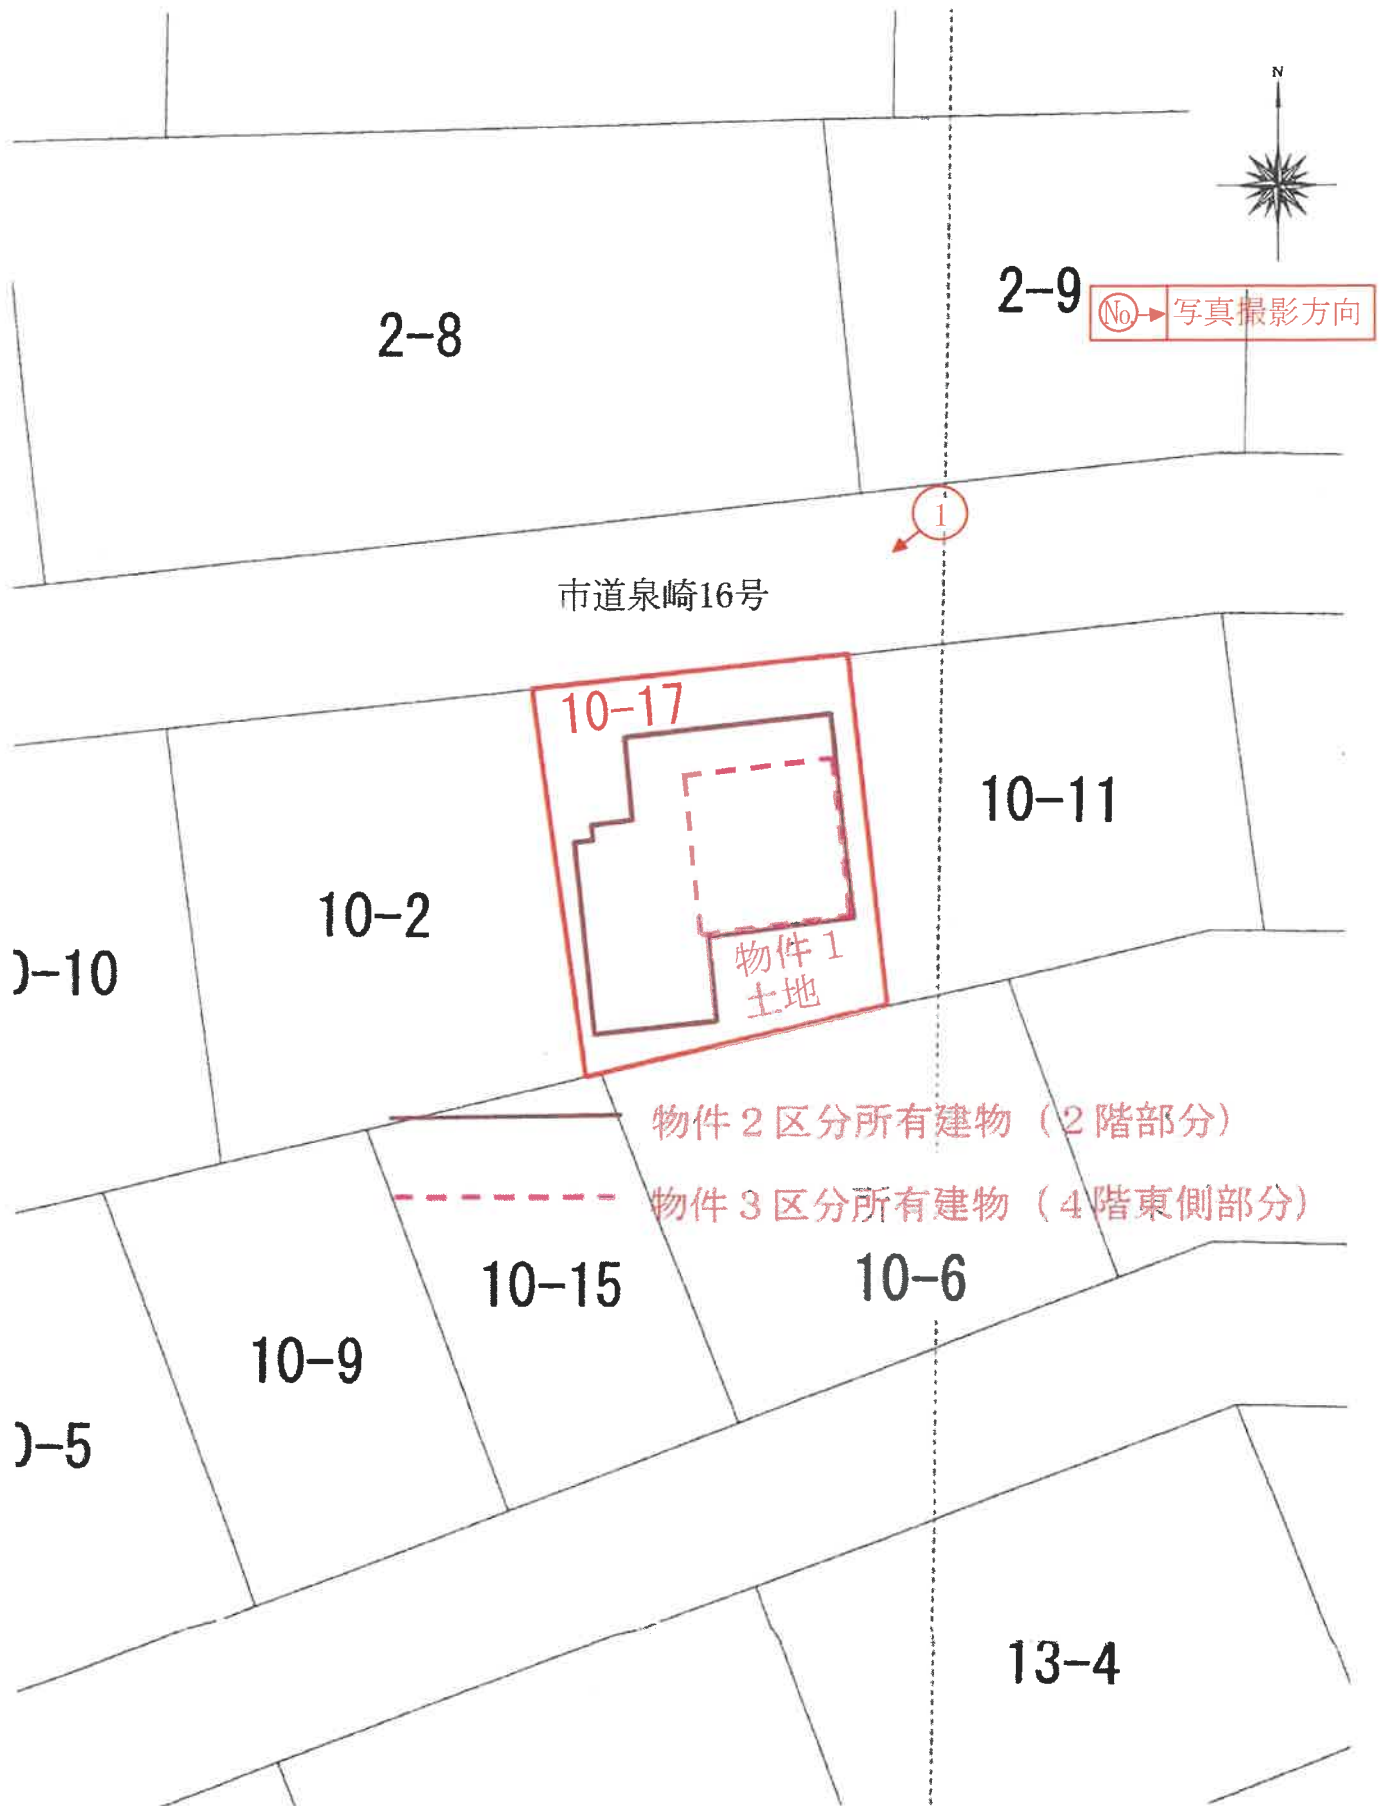 N
2-9
No. 写真撮影方向
2-8
1
市道泉崎16号
10-17
10-11
10-2
物件1
土地
)-10
物件2区分所有建物(2階部分)
物件3区分所有建物(4階東側部分)
所
10-15
10-6
10-9
)-5
13-4